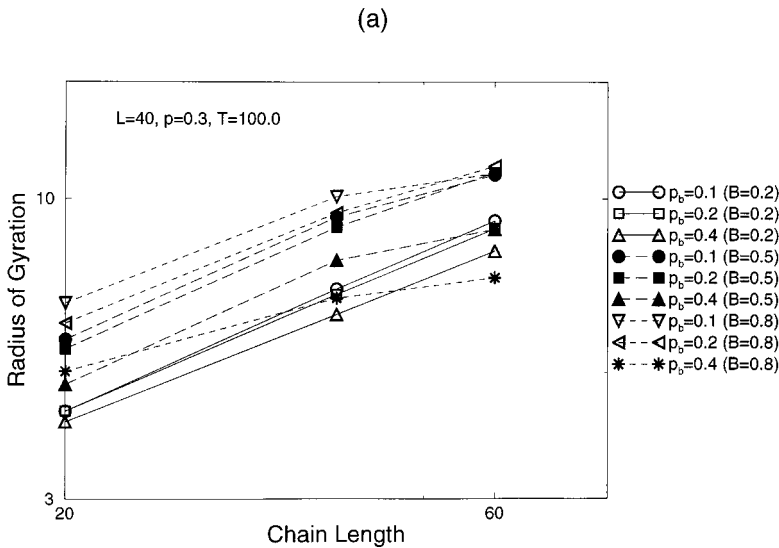 (a)
L=40, p=0.3, T=100.0
10
Radius of Gyration
3
20
60
Chain Length
p_b=0.1 (B=0.2)
p_b=0.2 (B=0.2)
p_b=0.4 (B=0.2)
p_b=0.1 (B=0.5)
p_b=0.2 (B=0.5)
p_b=0.4 (B=0.5)
p_b=0.1 (B=0.8)
p_b=0.2 (B=0.8)
p_b=0.4 (B=0.8)